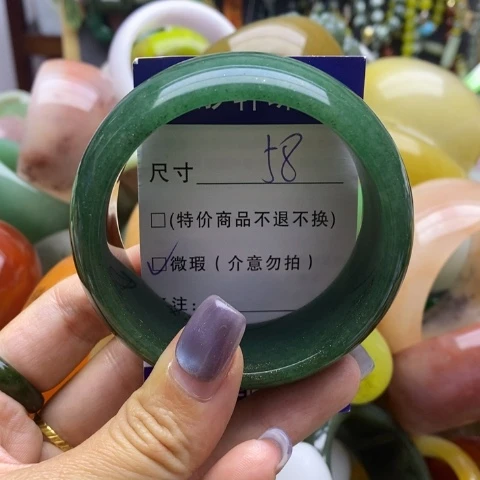 尺寸 58
□(特价商品不退不换)
☑微瑕(介意勿拍)
注: